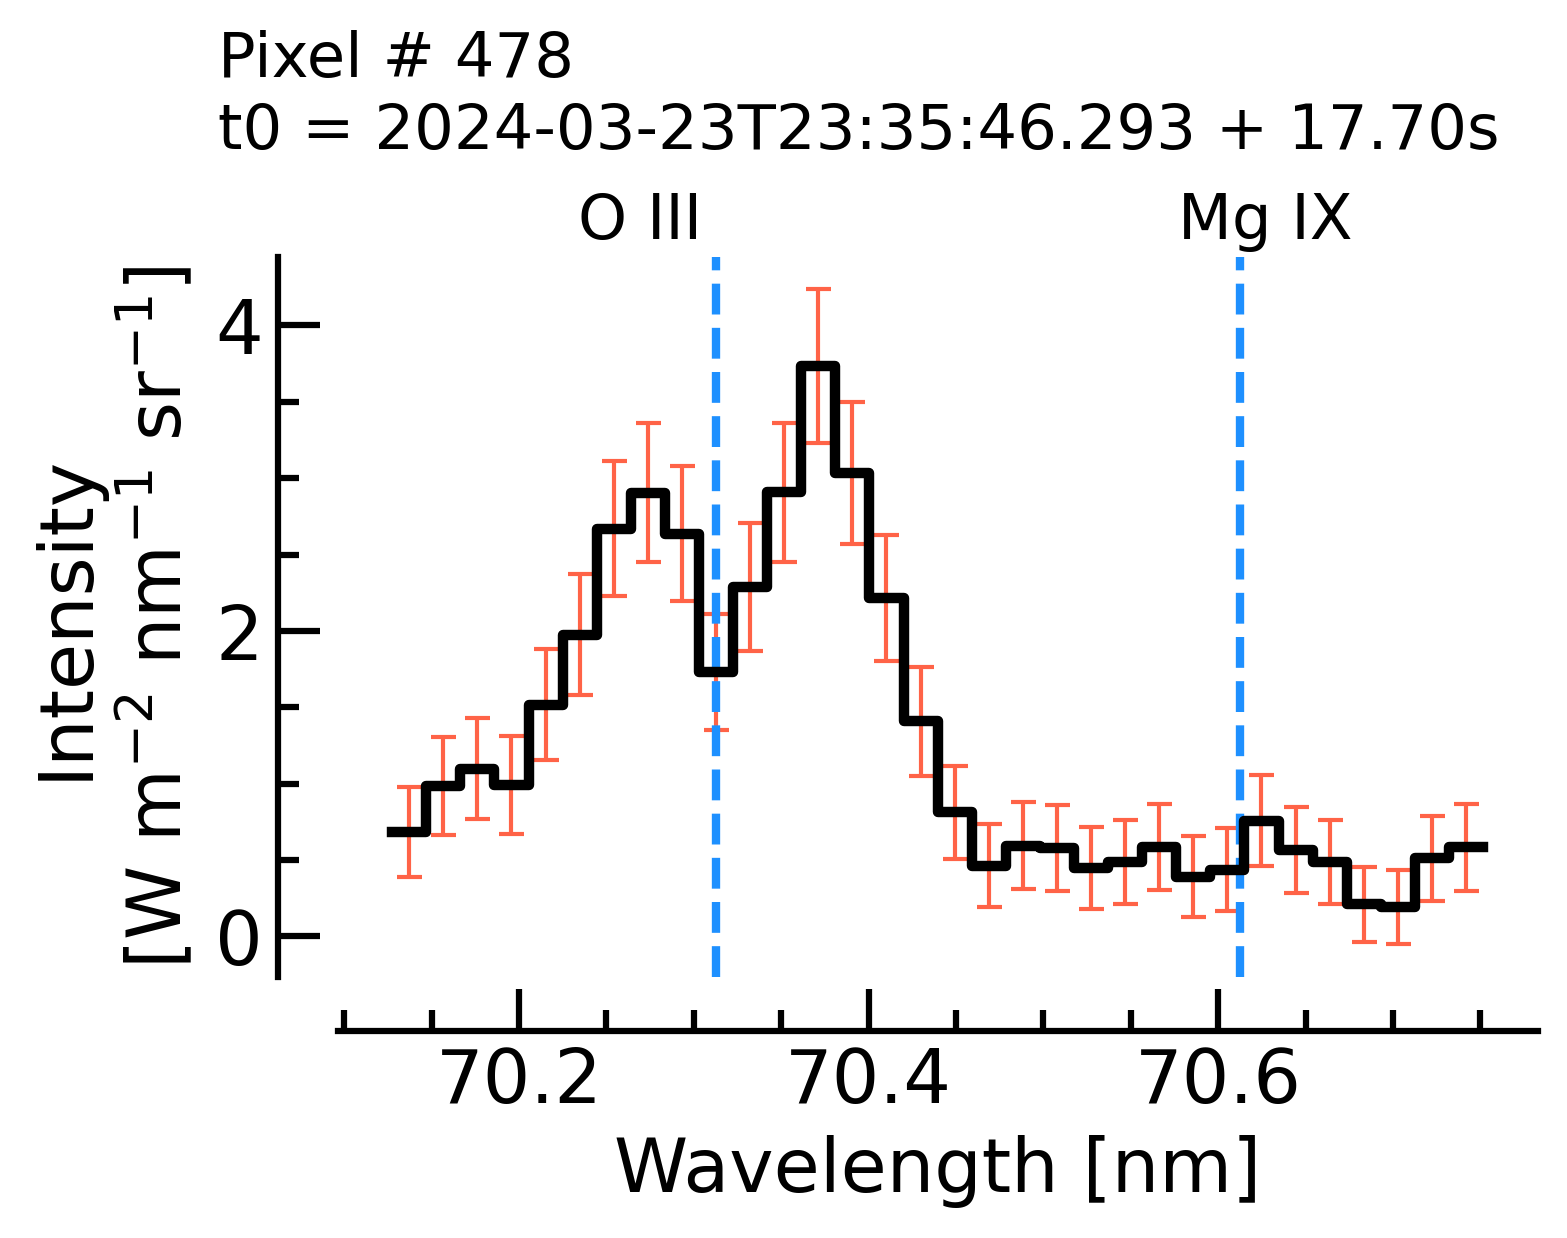 Pixel # 478
t0 = 2024-03-23T23:35:46.293 + 17.70s
O III
Mg IX
Intensity
[W m⁻² nm⁻¹ sr⁻¹]
4
2
0
70.2 70.4 70.6
Wavelength [nm]